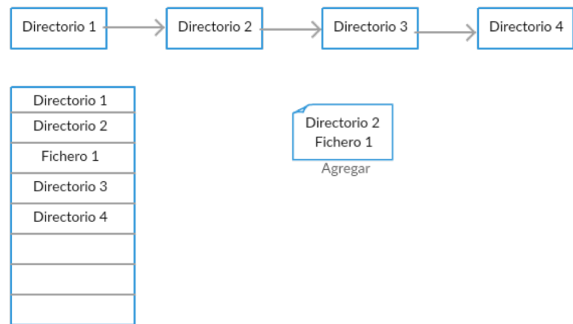 Directorio 1
Directorio 2
Directorio 3
Directorio 4
Directorio 1
Directorio 2
Fichero 1
Directorio 3
Directorio 4
Directorio 2
Fichero 1
Agregar